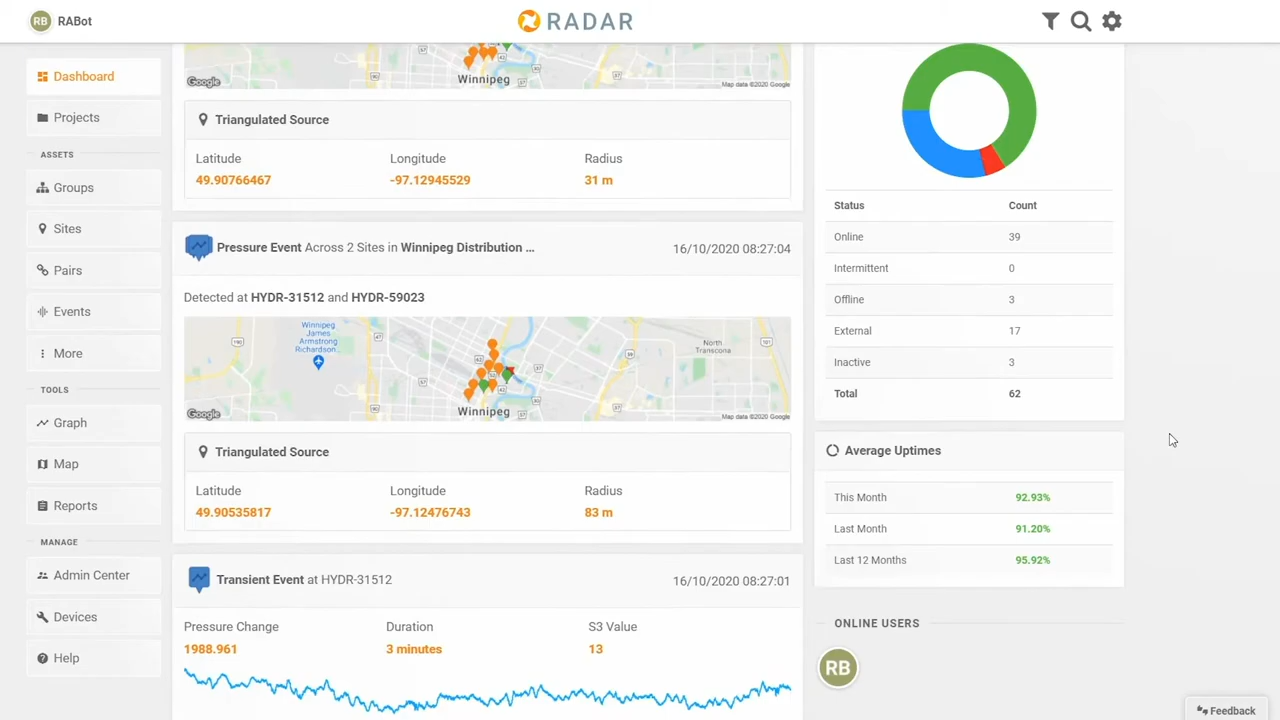 RB RABot
RADAR
Dashboard
Projects
ASSETS
Groups
Sites
Pairs
Events
More
TOOLS
Graph
Map
Reports
MANAGE
Admin Center
Devices
Help
Winnipeg
Google
Map data ©2020 Google
Triangulated Source
Latitude Longitude Radius
49.90766467 -97.12945529 31 m
Pressure Event Across 2 Sites in Winnipeg Distribution ... 16/10/2020 08:27:04
Detected at HYDR-31512 and HYDR-59023
Winnipeg
James
Armstrong
Richardson...
North
Transcona
Winnipeg
Google
Map data ©2020 Google
Triangulated Source
Latitude Longitude Radius
49.90535817 -97.12476743 83 m
Transient Event at HYDR-31512 16/10/2020 08:27:01
Pressure Change Duration S3 Value
1988.961 3 minutes 13
Status Count
Online 39
Intermittent 0
Offline 3
External 17
Inactive 3
Total 62
Average Uptimes
This Month 92.93%
Last Month 91.20%
Last 12 Months 95.92%
ONLINE USERS
RB
Feedback